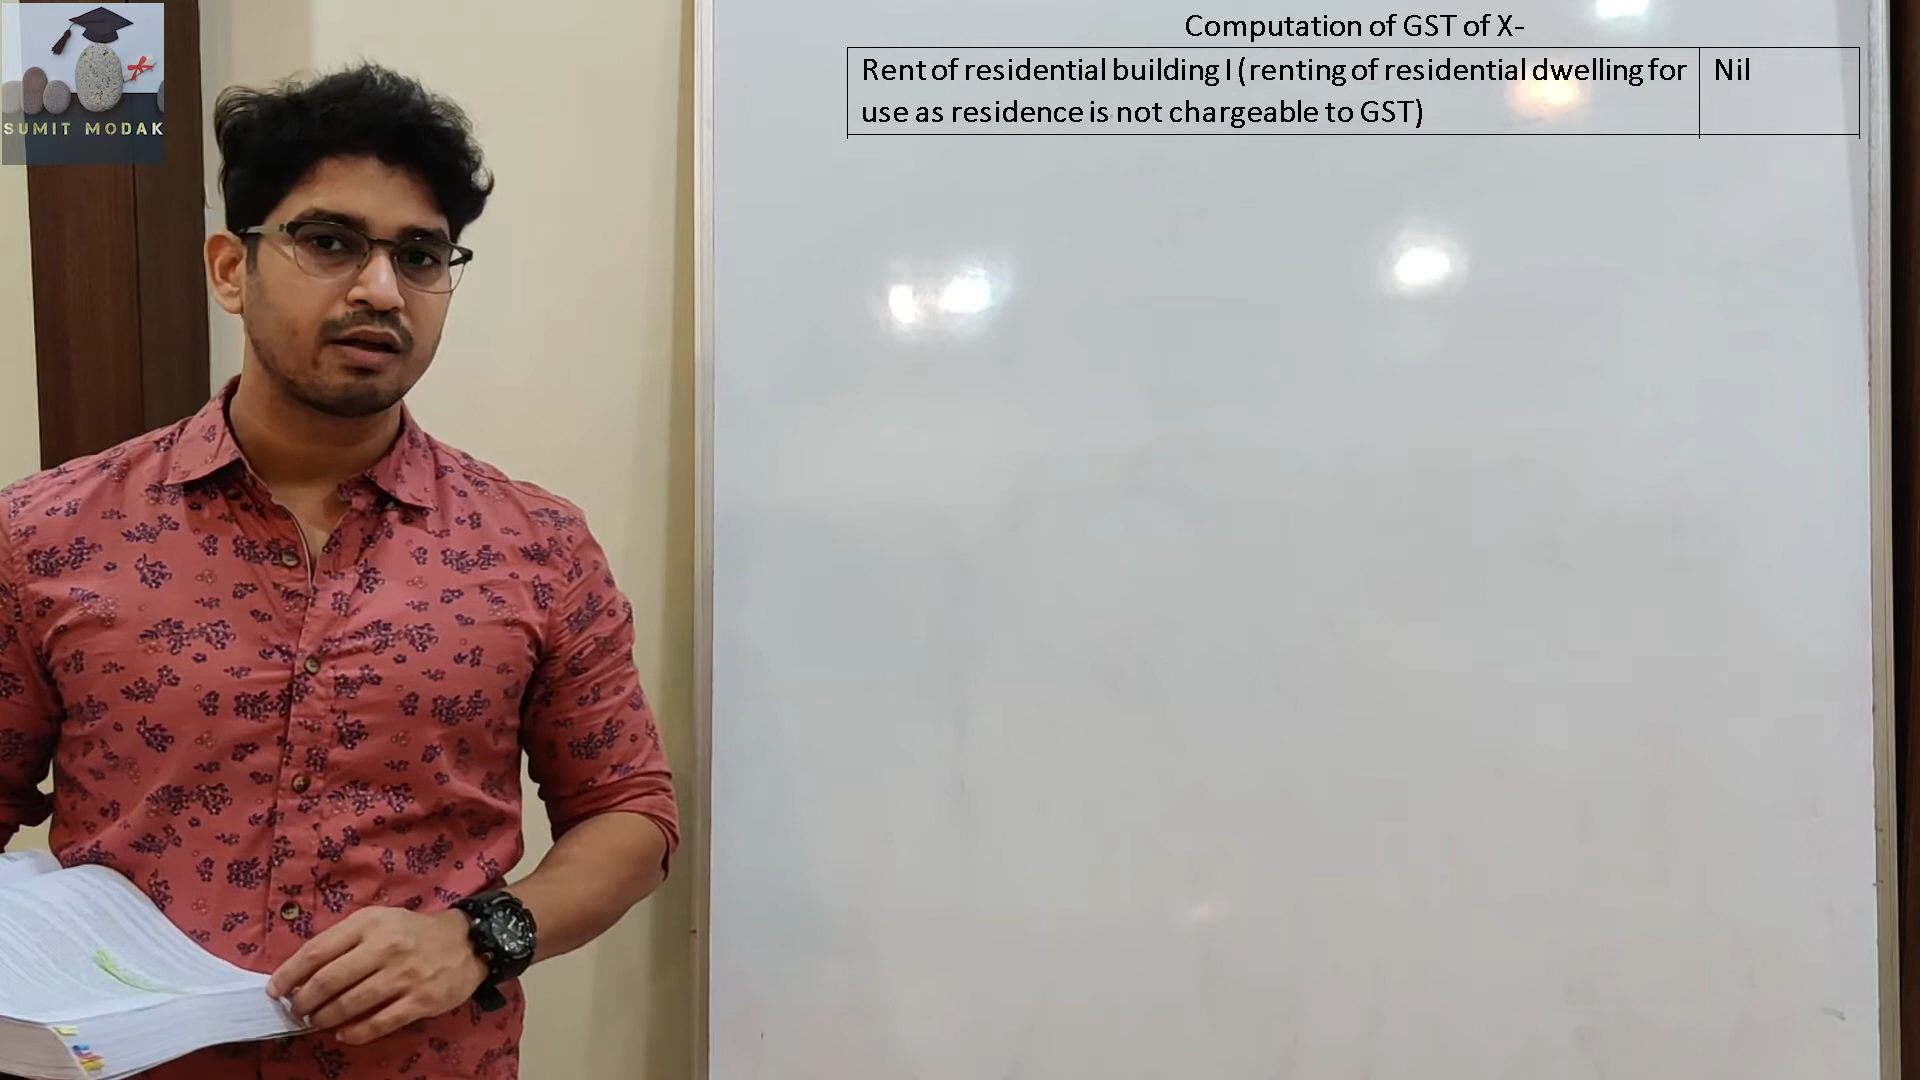 SUMIT MODAK
Computation of GST of X-
Rent of residential building I (renting of residential dwelling for
use as residence is not chargeable to GST)
Nil